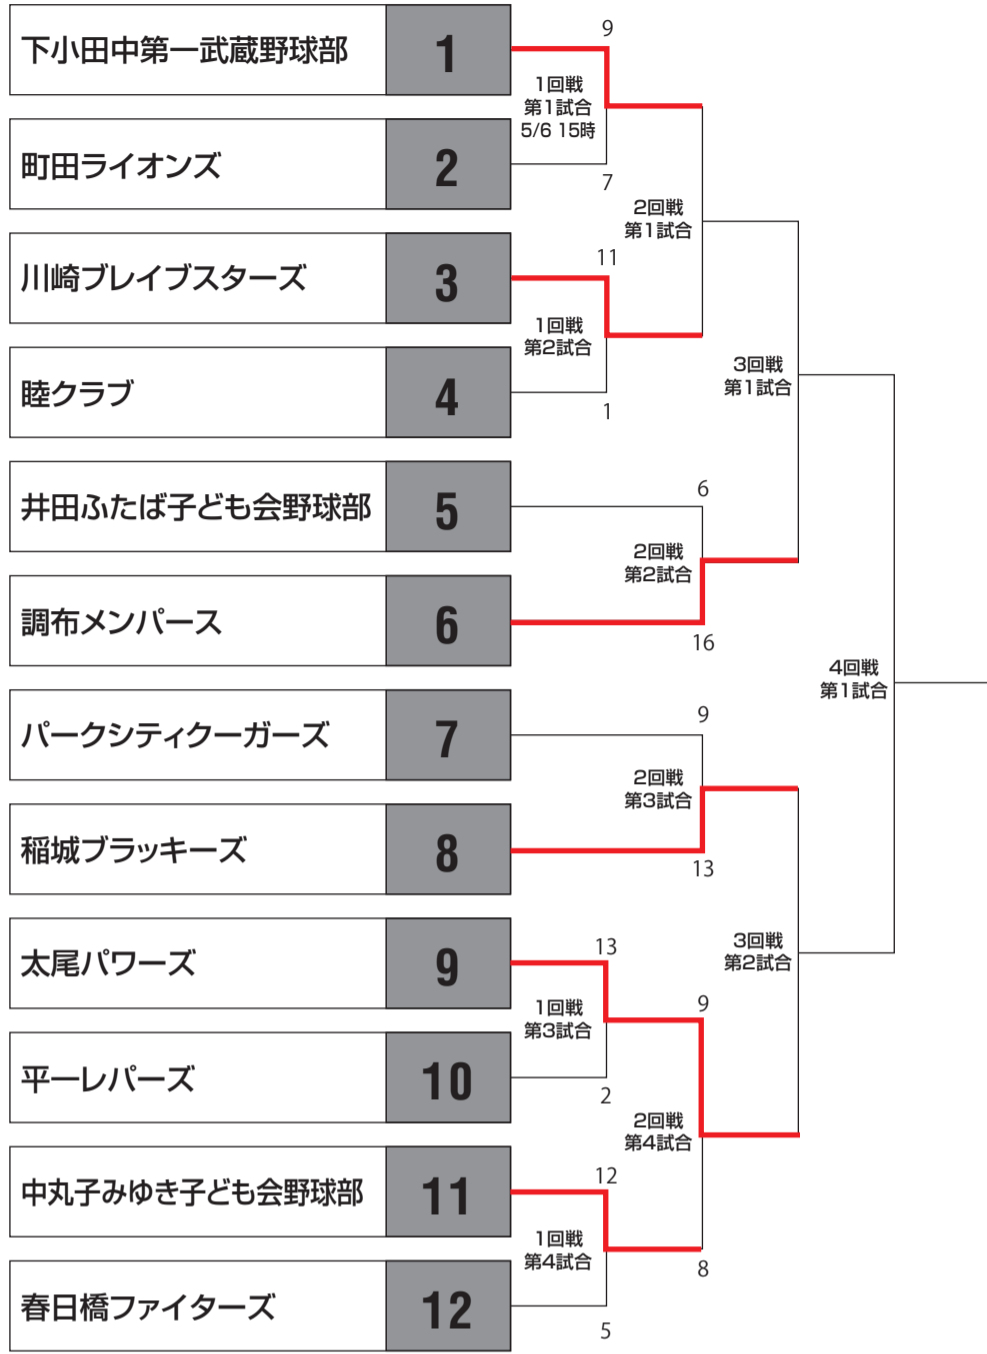 下小田中第一武蔵野球部
1
町田ライオンズ
2
川崎ブレイブスターズ
3
睦クラブ
4
井田ふたば子ども会野球部
5
調布メンパース
6
パークシティクーガーズ
7
稲城ブラッキーズ
8
太尾パワーズ
9
平一レパーズ
10
中丸子みゆき子ども会野球部
11
春日橋ファイターズ
12
9
1回戦
第1試合
5/6 15時
7
11
1回戦
第2試合
1
13
1回戦
第3試合
2
12
1回戦
第4試合
5
2回戦
第1試合
6
2回戦
第2試合
16
9
2回戦
第3試合
13
9
2回戦
第4試合
8
3回戦
第1試合
3回戦
第2試合
4回戦
第1試合